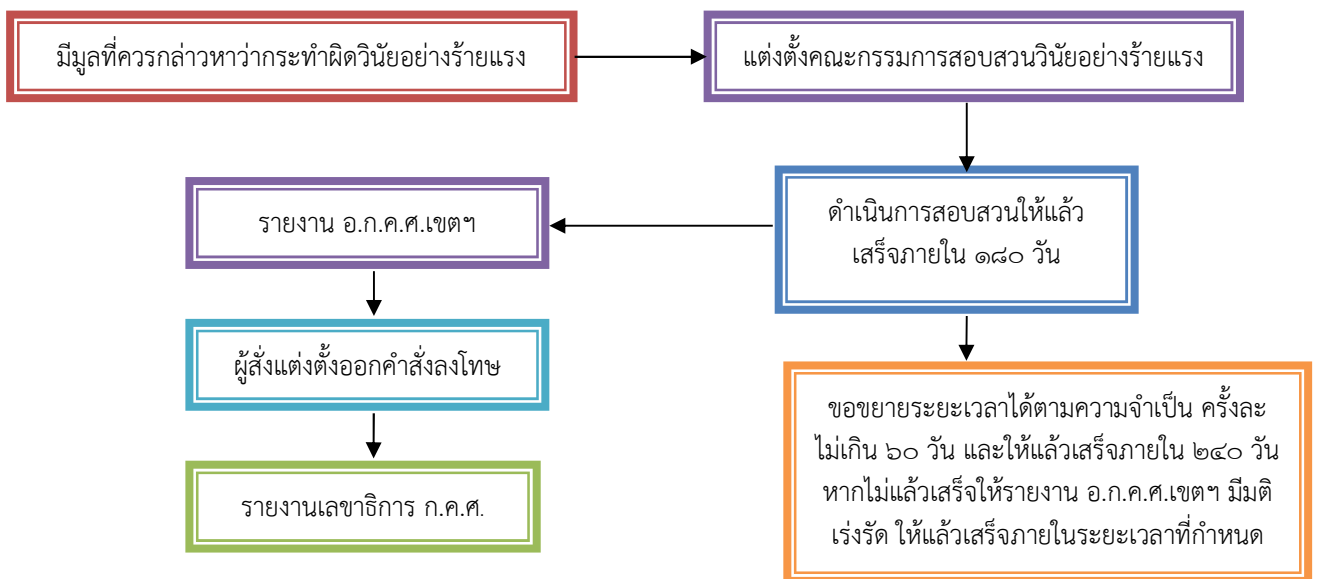 มีมูลที่ควรกล่าวหาว่ากระทำผิดวินัยอย่างร้ายแรง
แต่งตั้งคณะกรรมการสอบสวนวินัยอย่างร้ายแรง
ดำเนินการสอบสวนให้แล้ว
เสร็จภายใน ๑๘๐ วัน
รายงาน อ.ก.ค.ศ.เขตฯ
ผู้สั่งแต่งตั้งออกคำสั่งลงโทษ
รายงานเลขาธิการ ก.ค.ศ.
ขอขยายระยะเวลาได้ตามความจำเป็น ครั้งละ
ไม่เกิน ๖๐ วัน และให้แล้วเสร็จภายใน ๒๔๐ วัน
หากไม่แล้วเสร็จให้รายงาน อ.ก.ค.ศ.เขตฯ มีมติ
เร่งรัด ให้แล้วเสร็จภายในระยะเวลาที่กำหนด